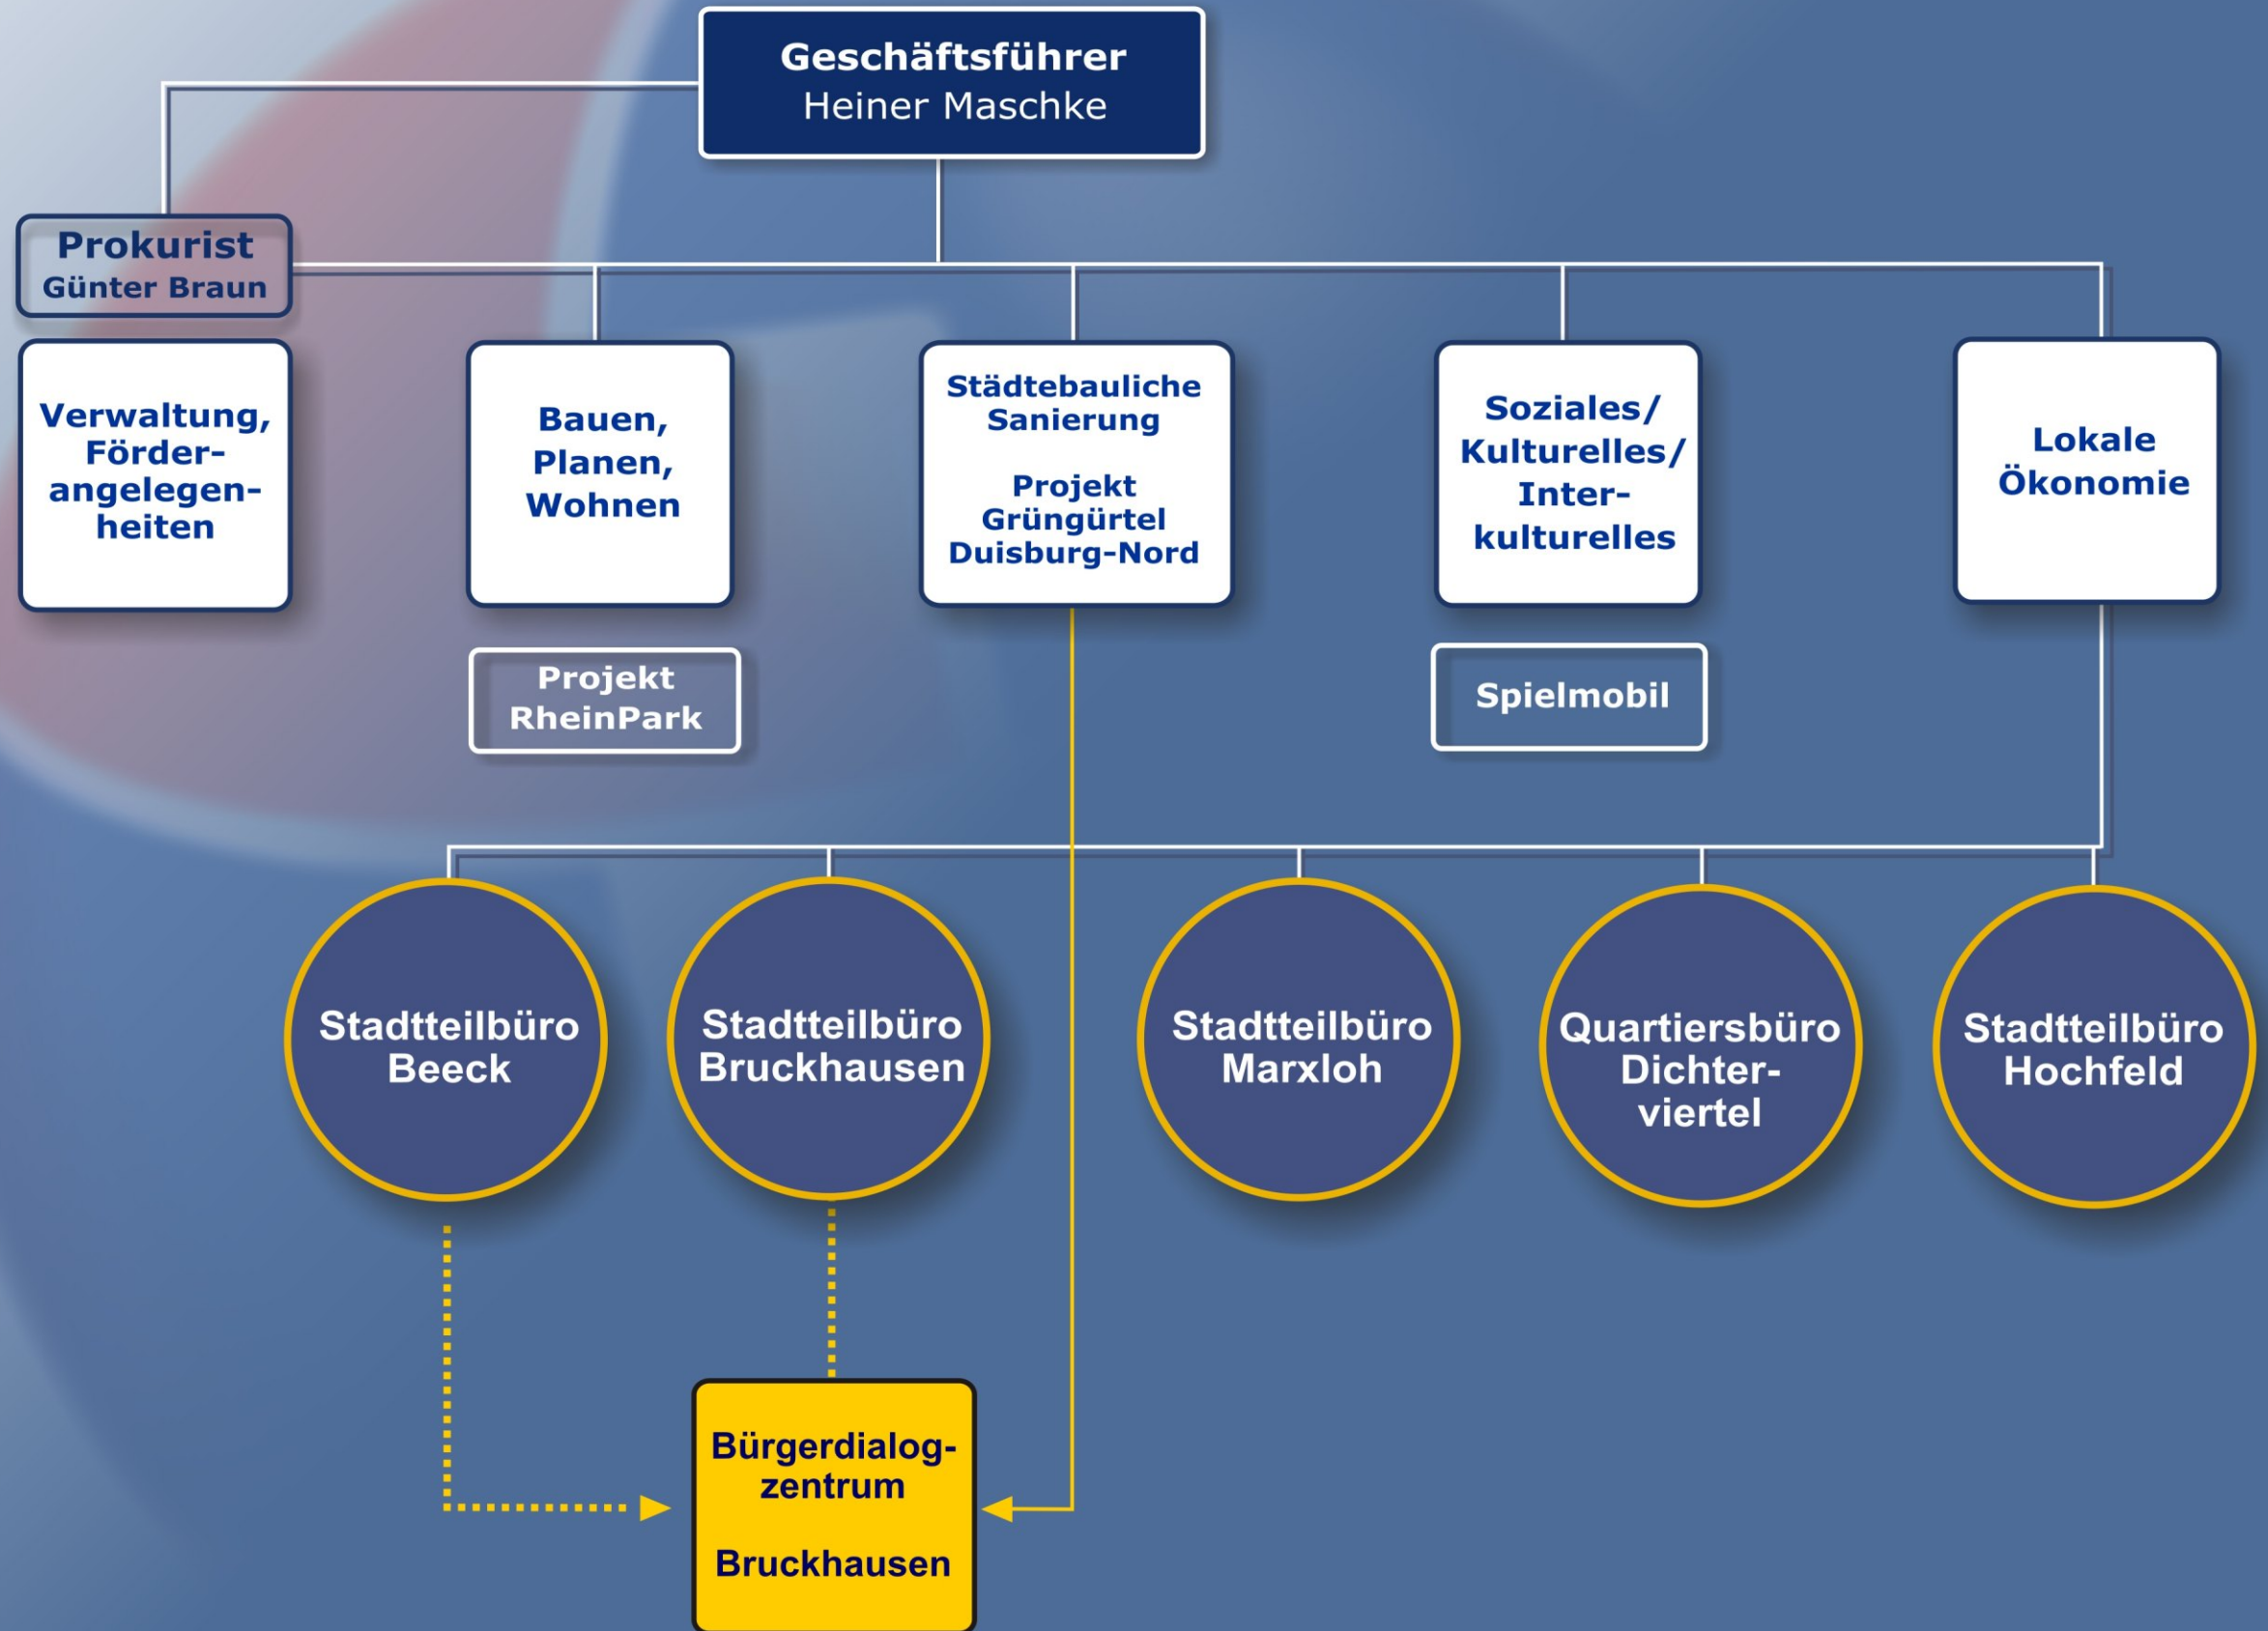 Geschäftsführer
Heiner Maschke
Prokurist
Günter Braun
Verwaltung,
Förder-
angelegen-
heiten
Bauen,
Planen,
Wohnen
Städtebauliche
Sanierung
Projekt
Grüngürtel
Duisburg-Nord
Soziales/
Kulturelles/
Inter-
kulturelles
Lokale
Ökonomie
Projekt
RheinPark
Spielmobil
Stadtteilbüro
Beeck
Stadtteilbüro
Bruckhausen
Stadtteilbüro
Marxloh
Quartiersbüro
Dichter-
viertel
Stadtteilbüro
Hochfeld
Bürgerdialog-
zentrum
Bruckhausen